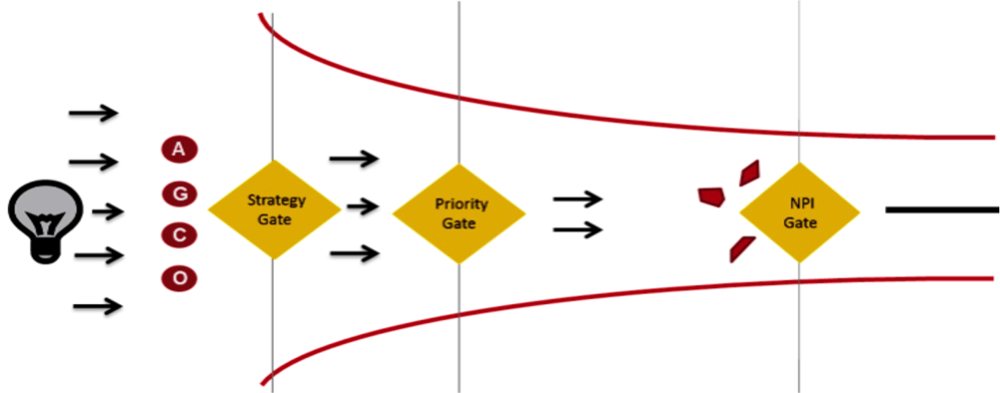 A
G
C
O
Strategy
Gate
Priority
Gate
NPI
Gate